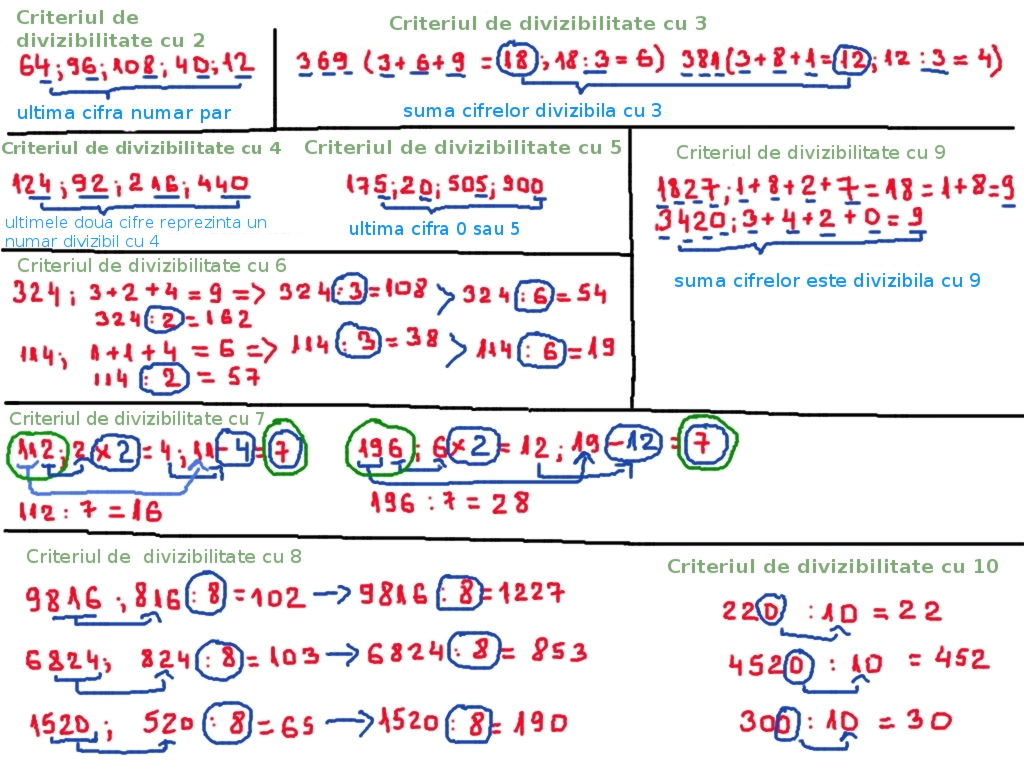 Criteriul de
divizibilitate cu 2
64; 96; 108; 40; 12
ultima cifra numar par
Criteriul de divizibilitate cu 3
369 (3+6+9 = 18; 18:3 = 6) 381 (3+8+1=12; 12:3 = 4)
suma cifrelor divizibila cu 3
Criteriul de divizibilitate cu 4
124; 92; 216; 440
ultimele doua cifre reprezinta un
numar divizibil cu 4
Criteriul de divizibilitate cu 5
175; 20; 505; 900
ultima cifra 0 sau 5
Criteriul de divizibilitate cu 9
1827; 1+8+2+7=18=1+8=9
3420; 3+4+2+0=9
suma cifrelor este divizibila cu 9
Criteriul de divizibilitate cu 6
324; 3+2+4=9 => 324:3=108 > 324:6=54
324:2=162
114; 1+1+4=6 => 114:3=38 > 114:6=19
114:2=57
Criteriul de divizibilitate cu 7
112; 2×2=4; 11-4=7
112:7=16
196; 6×2=12; 19-12=7
196:7=28
Criteriul de divizibilitate cu 8
9816; 816:8=102 → 9816:8=1227
6824; 824:8=103 → 6824:8=853
1520; 520:8=65 → 1520:8=190
Criteriul de divizibilitate cu 10
220:10=22
4520:10=452
300:10=30